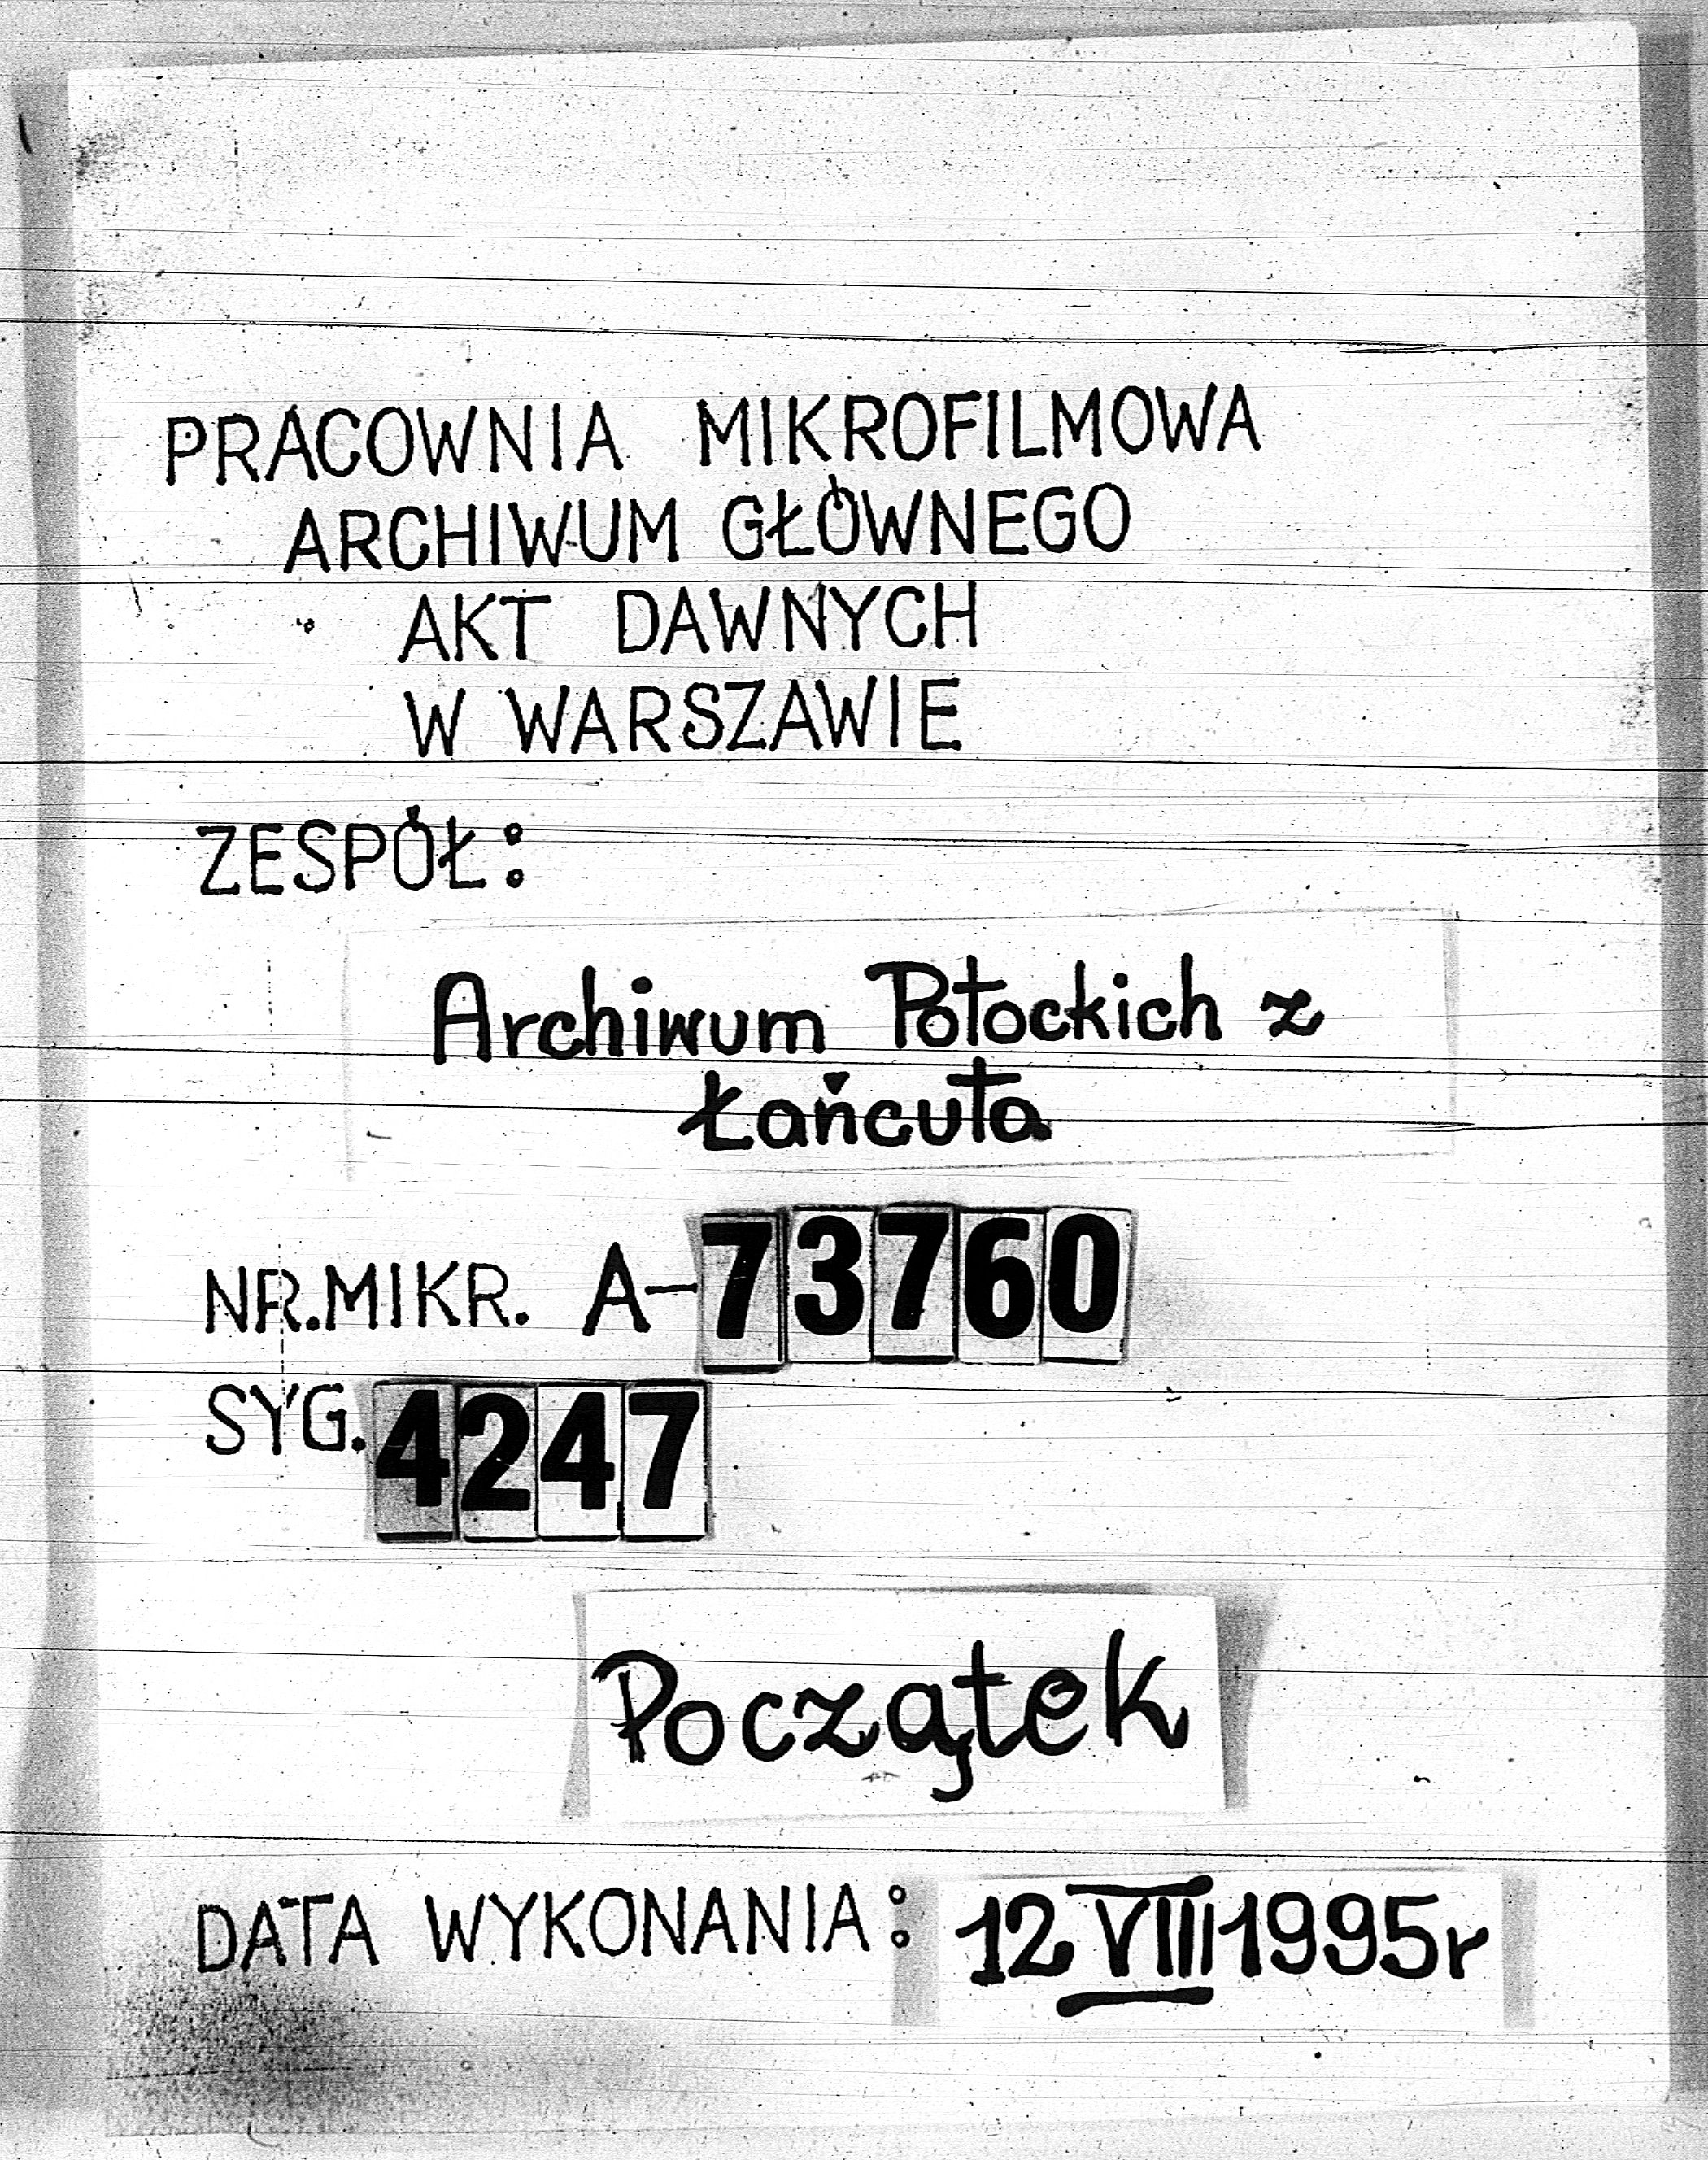 PRACOWNIA MIKROFILMOWA
ARCHIWUM GŁÓWNEGO
AKT DAWNYCH
W WARSZAWIE
ZESPÓŁ:
Archiwum Potockich z
Łańcuta
NR.MIKR. A-73760
SYG. 4247
Początek
DATA WYKONANIA: 12 VIII 1995r